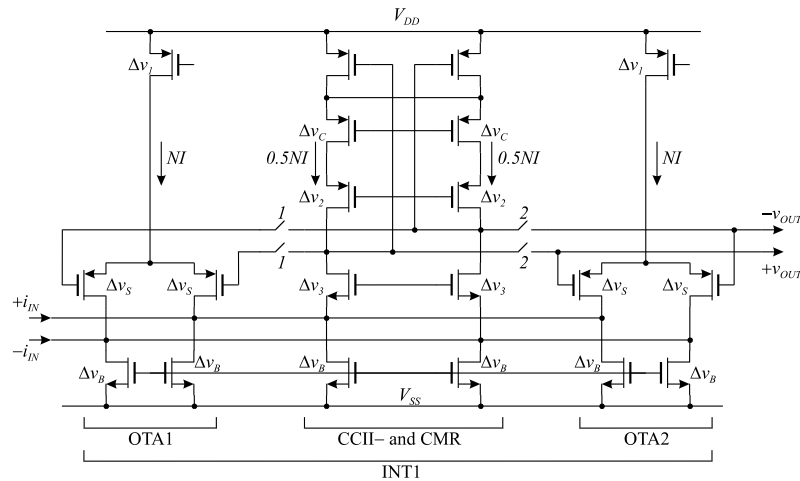 V_DD
Δv_1 Δv_1
Δv_C Δv_C
NI 0.5NI 0.5NI NI
Δv_2 Δv_2
1 2 −v_OUT
1 2 +v_OUT
Δv_S Δv_S Δv_3 Δv_3 Δv_S Δv_S
+i_IN
−i_IN
Δv_B Δv_B Δv_B Δv_B Δv_B Δv_B
V_SS
OTA1 CCII− and CMR OTA2
INT1